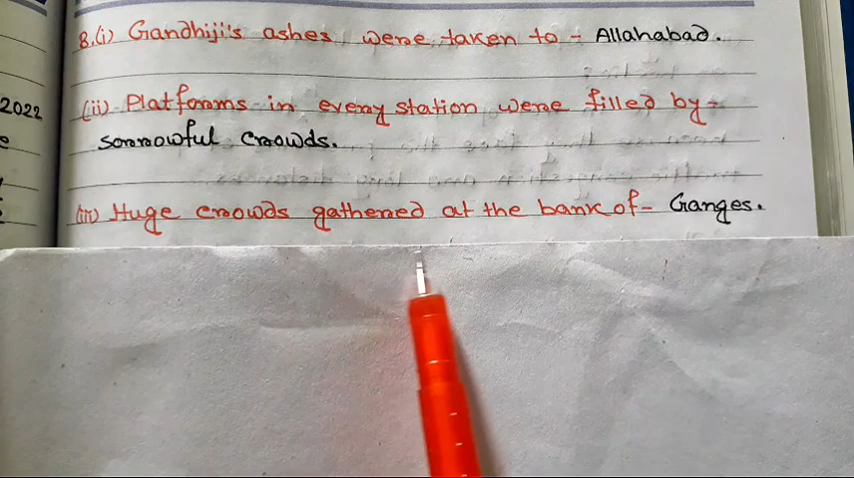 8.(i) Gandhiji's ashes were taken to - Allahabad.
2022 (ii) Platforms in every station were filled by -
sorrowful crowds.
(iii) Huge crowds gathered at the bank of - Ganges.